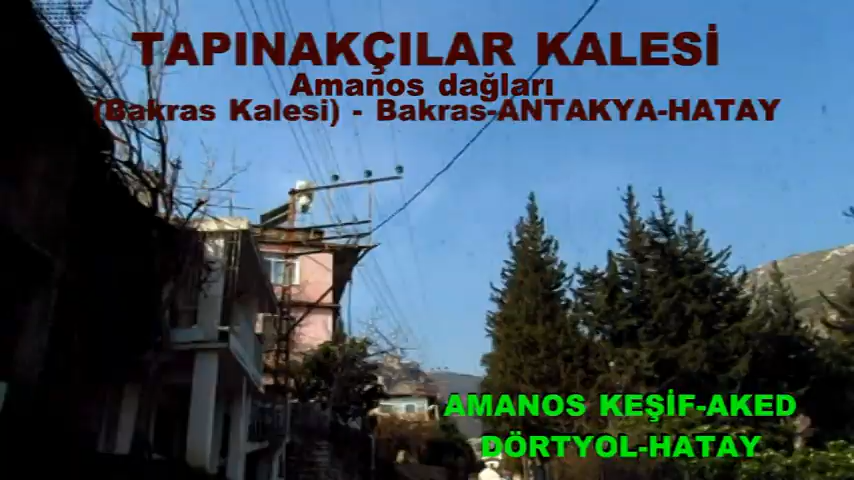 TAPINAKÇILAR KALESİ
Amanos dağları
(Bakras Kalesi) - Bakras-ANTAKYA-HATAY
AMANOS KEŞİF-AKED
DÖRTYOL-HATAY